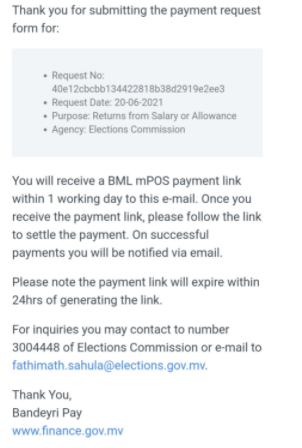 Thank you for submitting the payment request
form for:
• Request No:
40e12cbcbb134422818b38d2919e2ee3
• Request Date: 20-06-2021
• Purpose: Returns from Salary or Allowance
• Agency: Elections Commission
You will receive a BML mPOS payment link
within 1 working day to this e-mail. Once you
receive the payment link, please follow the link
to settle the payment. On successful
payments you will be notified via email.
Please note the payment link will expire within
24hrs of generating the link.
For inquiries you may contact to number
3004448 of Elections Commission or e-mail to
fathimath.sahula@elections.gov.mv.
Thank You,
Bandeyri Pay
www.finance.gov.mv